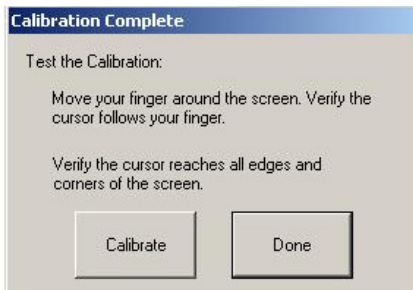 Calibration Complete
Test the Calibration:
Move your finger around the screen. Verify the
cursor follows your finger.
Verify the cursor reaches all edges and
corners of the screen.
Calibrate
Done